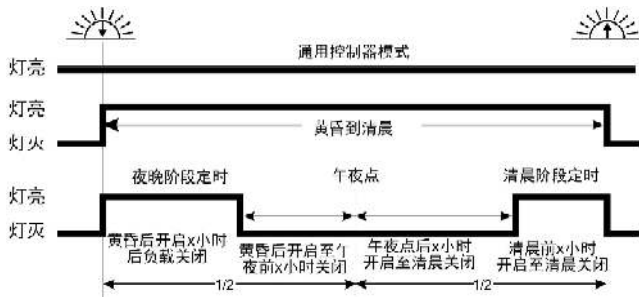 通用控制器模式
灯亮
灯亮
黄昏到清晨
灯灭
夜晚阶段定时
午夜点
清晨阶段定时
灯亮
灯灭
黄昏后开启x小时
后负载关闭
黄昏后开启至午
夜前x小时关闭
午夜点后x小时
开启至清晨关闭
清晨前x小时
开启至清晨关闭
1/2
1/2